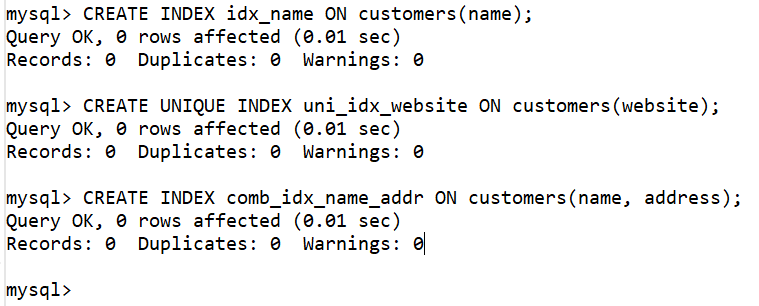 mysql> CREATE INDEX idx_name ON customers(name);
Query OK, 0 rows affected (0.01 sec)
Records: 0  Duplicates: 0  Warnings: 0
mysql> CREATE UNIQUE INDEX uni_idx_website ON customers(website);
Query OK, 0 rows affected (0.01 sec)
Records: 0  Duplicates: 0  Warnings: 0
mysql> CREATE INDEX comb_idx_name_addr ON customers(name, address);
Query OK, 0 rows affected (0.01 sec)
Records: 0  Duplicates: 0  Warnings: 0
mysql>